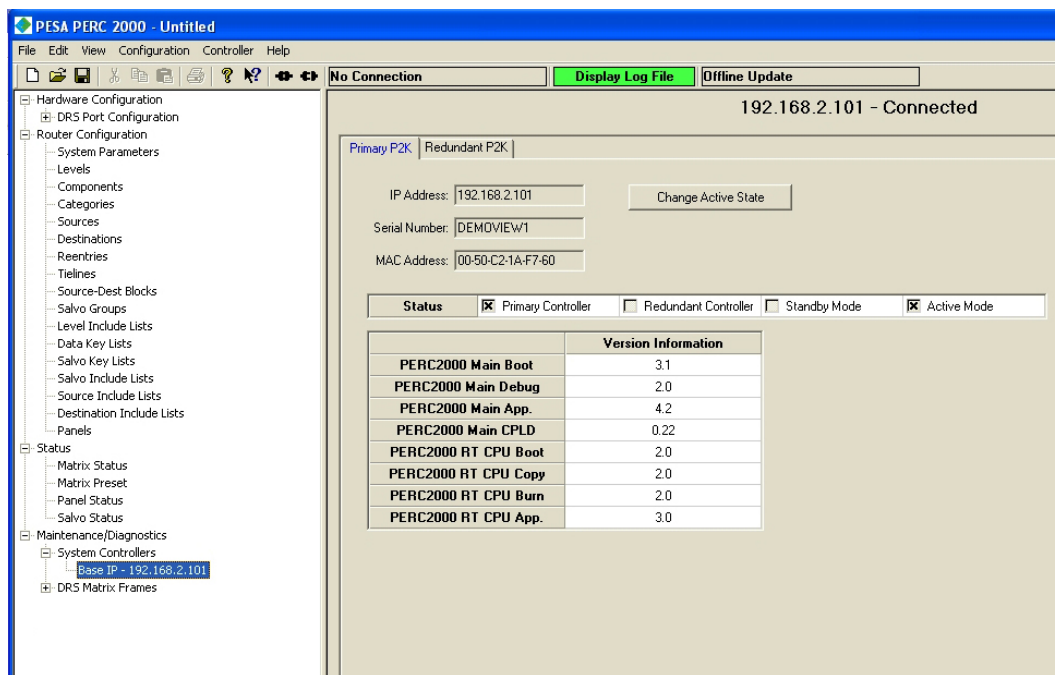 PESA PERC 2000 - Untitled
File Edit View Configuration Controller Help
No Connection Display Log File Offline Update
Hardware Configuration
DRS Port Configuration
Router Configuration
System Parameters
Levels
Components
Categories
Sources
Destinations
Reentries
Tielines
Source-Dest Blocks
Salvo Groups
Level Include Lists
Data Key Lists
Salvo Key Lists
Salvo Include Lists
Source Include Lists
Destination Include Lists
Panels
Status
Matrix Status
Matrix Preset
Panel Status
Salvo Status
Maintenance/Diagnostics
System Controllers
Base IP - 192.168.2.101
DRS Matrix Frames
192.168.2.101 - Connected
Primary P2K Redundant P2K
IP Address: 192.168.2.101 Change Active State
Serial Number: DEMOVIEW1
MAC Address: 00-50-C2-1A-F7-60
Status Primary Controller Redundant Controller Standby Mode Active Mode
Version Information
PERC2000 Main Boot 3.1
PERC2000 Main Debug 2.0
PERC2000 Main App. 4.2
PERC2000 Main CPLD 0.22
PERC2000 RT CPU Boot 2.0
PERC2000 RT CPU Copy 2.0
PERC2000 RT CPU Burn 2.0
PERC2000 RT CPU App. 3.0